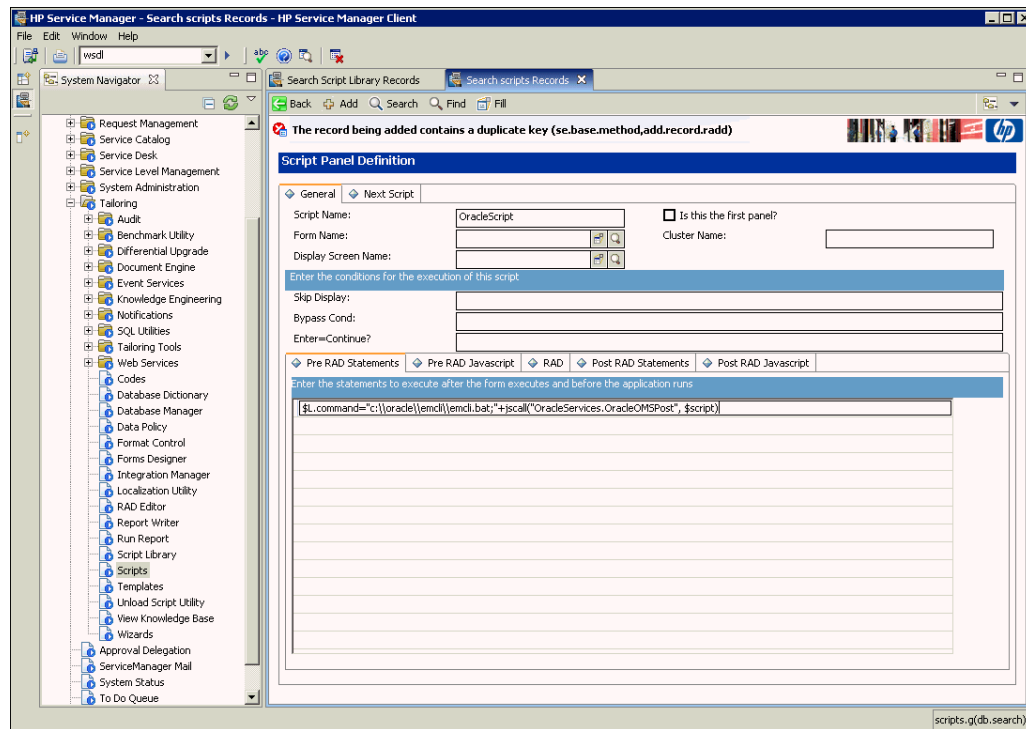 HP Service Manager - Search scripts Records - HP Service Manager Client
File Edit Window Help
wsdl
abc
System Navigator
Search Script Library Records
Search scripts Records
Back Add Search Find Fill
The record being added contains a duplicate key (se.base.method,add.record.radd)
hp
Script Panel Definition
General Next Script
Script Name: OracleScript
Is this the first panel?
Form Name:
Cluster Name:
Display Screen Name:
Enter the conditions for the execution of this script
Skip Display:
Bypass Cond:
Enter=Continue?
Pre RAD Statements Pre RAD Javascript RAD Post RAD Statements Post RAD Javascript
Enter the statements to execute after the form executes and before the application runs
$L.command="c:\\oracle\\emcli\\emcli.bat;"+jscall("OracleServices.OracleOMSPost", $script)
Request Management
Service Catalog
Service Desk
Service Level Management
System Administration
Tailoring
Audit
Benchmark Utility
Differential Upgrade
Document Engine
Event Services
Knowledge Engineering
Notifications
SQL Utilities
Tailoring Tools
Web Services
Codes
Database Dictionary
Database Manager
Data Policy
Format Control
Forms Designer
Integration Manager
Localization Utility
RAD Editor
Report Writer
Run Report
Script Library
Scripts
Templates
Unload Script Utility
View Knowledge Base
Wizards
Approval Delegation
ServiceManager Mail
System Status
To Do Queue
scripts.g(db.search)